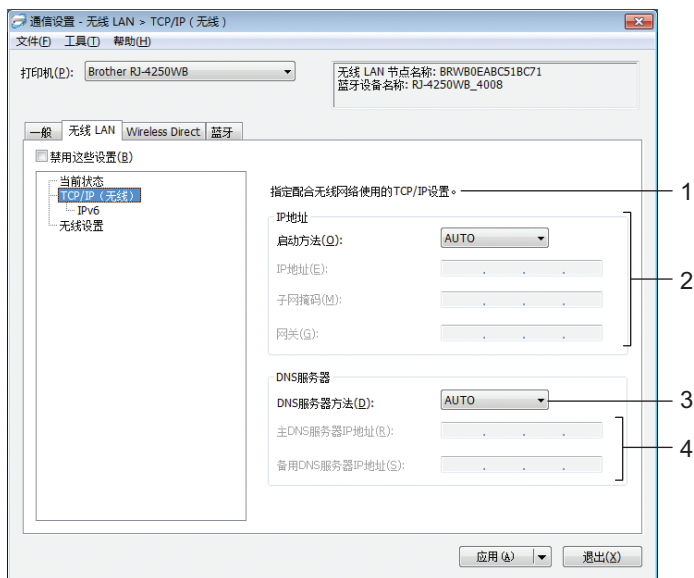 通信设置 - 无线 LAN > TCP/IP ( 无线 )
文件(F) 工具(T) 帮助(H)
打印机(P): Brother RJ-4250WB
无线 LAN 节点名称: BRWB0EABC51BC71
蓝牙设备名称: RJ-4250WB_4008
一般 无线 LAN Wireless Direct 蓝牙
禁用这些设置(B)
当前状态
TCP/IP（无线）
IPv6
无线设置
指定配合无线网络使用的TCP/IP设置。 1
IP地址
启动方法(O): AUTO
IP地址(E): . . .
2
子网掩码(M): . . .
网关(G): . . .
DNS服务器
DNS服务器方法(D): AUTO 3
主DNS服务器IP地址(R): . . .
4
备用DNS服务器IP地址(S): . . .
应用(A) 退出(X)